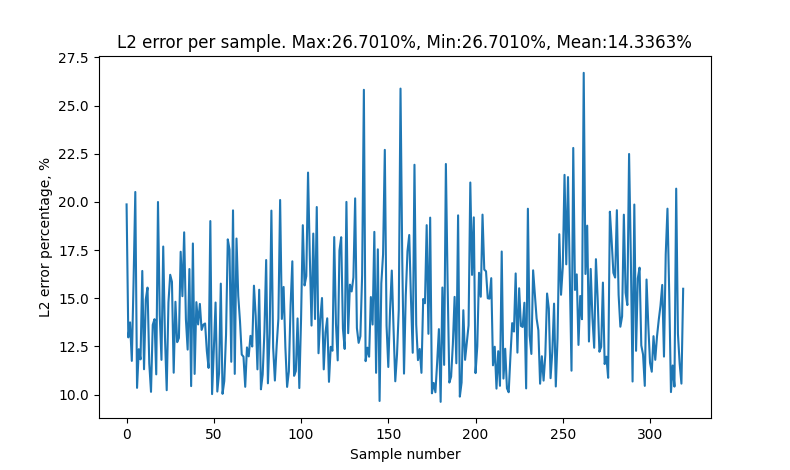 L2 error per sample. Max:26.7010%, Min:26.7010%, Mean:14.3363%
L2 error percentage, %
27.5
25.0
22.5
20.0
17.5
15.0
12.5
10.0
0 50 100 150 200 250 300
Sample number